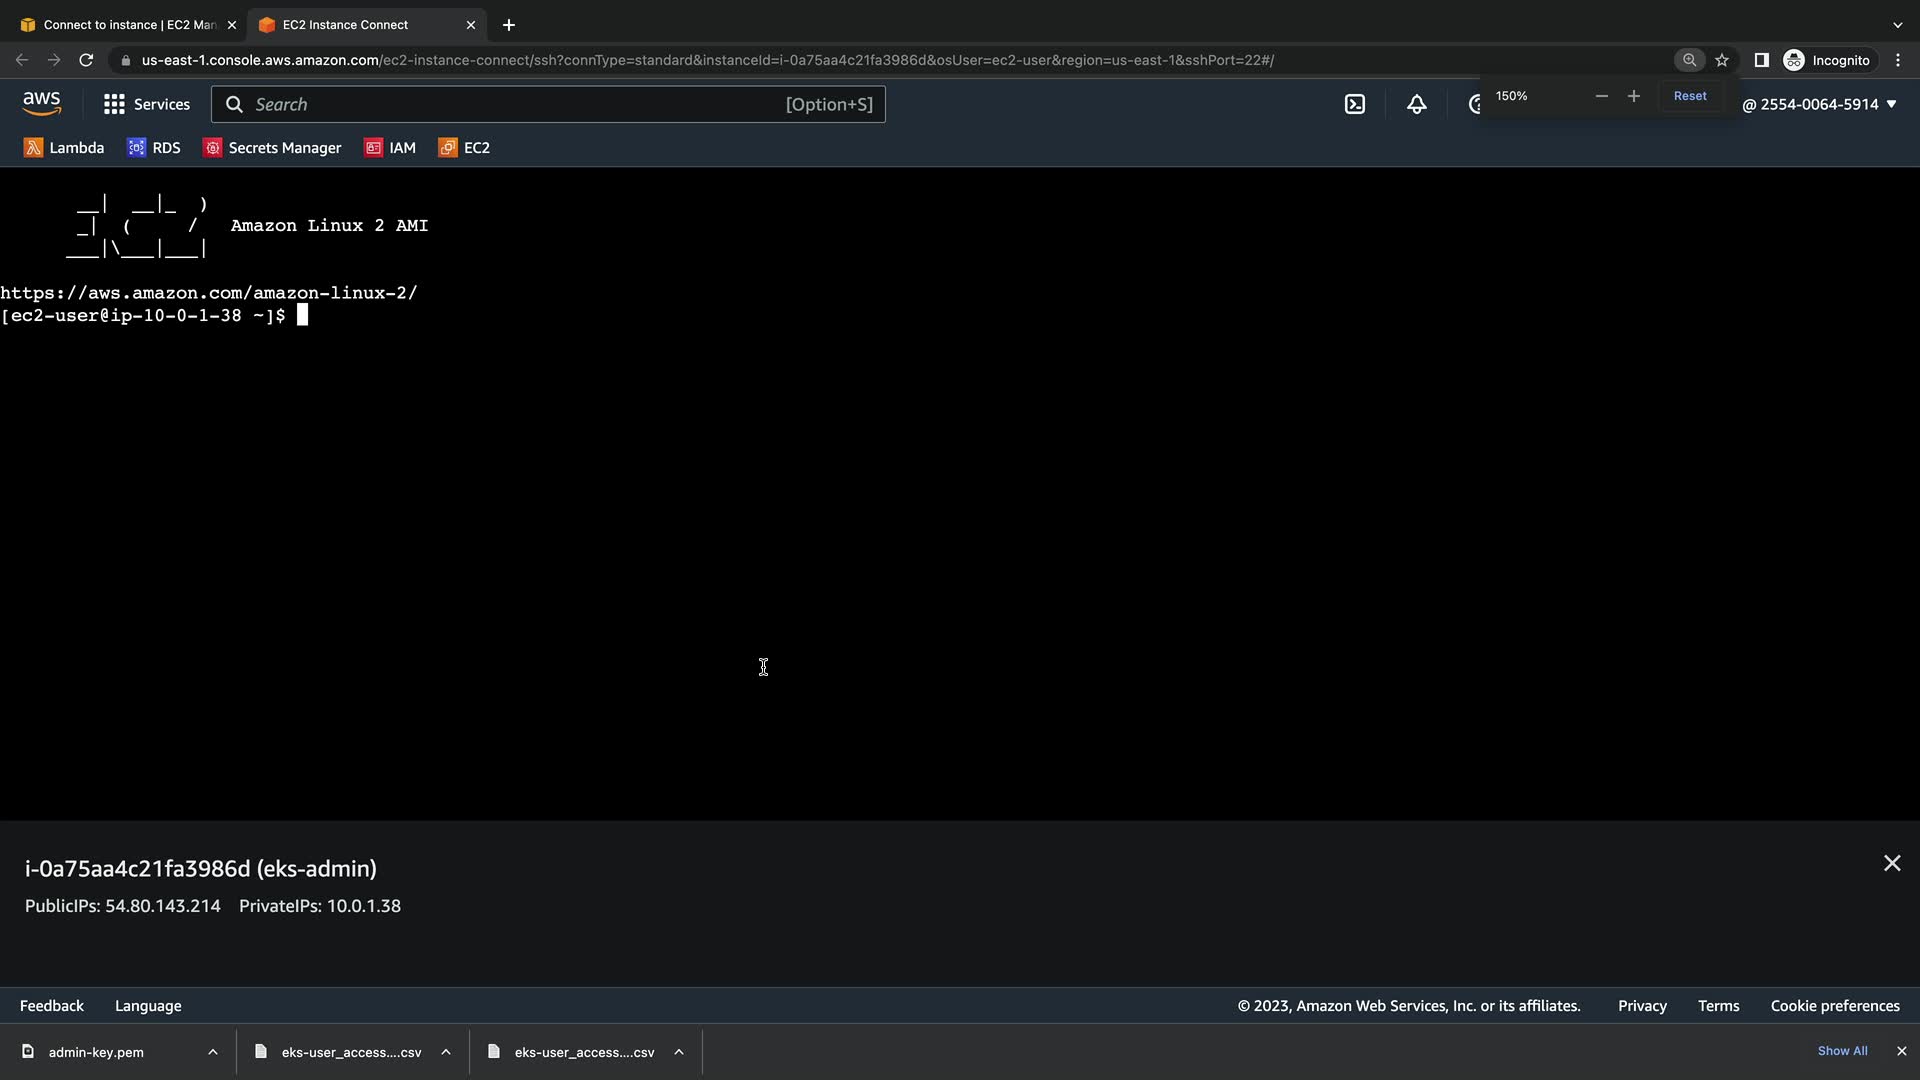 Connect to instance | EC2 Man
EC2 Instance Connect
us-east-1.console.aws.amazon.com/ec2-instance-connect/ssh?connType=standard&instanceId=i-0a75aa4c21fa3986d&osUser=ec2-user&region=us-east-1&sshPort=22#/
Incognito
aws
Services
Search
[Option+S]
150%
Reset
@ 2554-0064-5914
Lambda
RDS
Secrets Manager
IAM
EC2
       __|  __|_  )
       _|  (     /   Amazon Linux 2 AMI
      ___|\___|___|
https://aws.amazon.com/amazon-linux-2/
[ec2-user@ip-10-0-1-38 ~]$
i-0a75aa4c21fa3986d (eks-admin)
PublicIPs: 54.80.143.214 PrivateIPs: 10.0.1.38
Feedback
Language
© 2023, Amazon Web Services, Inc. or its affiliates.
Privacy
Terms
Cookie preferences
admin-key.pem
eks-user_access....csv
eks-user_access....csv
Show All